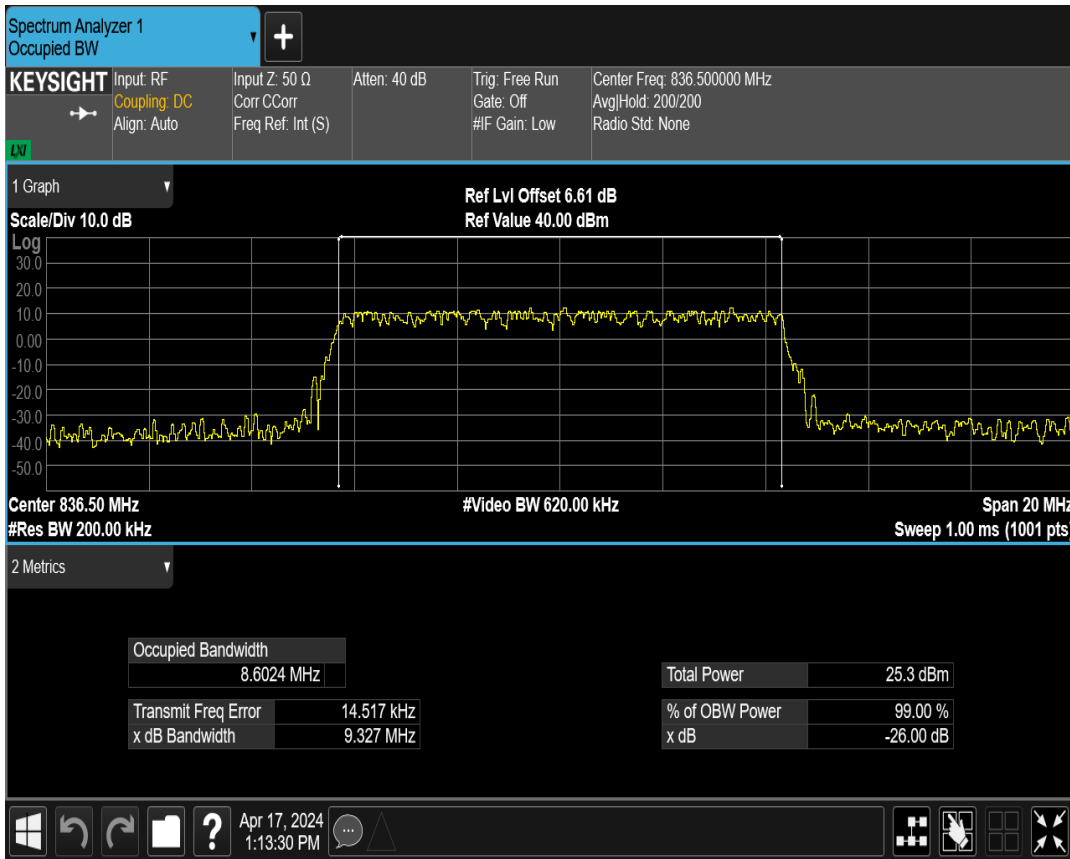 Spectrum Analyzer 1
Occupied BW
KEYSIGHT
LXI
Input: RF
Coupling: DC
Align: Auto
Input Z: 50 Ω
Corr CCorr
Freq Ref: Int (S)
Atten: 40 dB
Trig: Free Run
Gate: Off
#IF Gain: Low
Center Freq: 836.500000 MHz
Avg|Hold: 200/200
Radio Std: None
1 Graph
Ref Lvl Offset 6.61 dB
Scale/Div 10.0 dB
Ref Value 40.00 dBm
Log
30.0
20.0
10.0
0.00
-10.0
-20.0
-30.0
-40.0
-50.0
Center 836.50 MHz
#Video BW 620.00 kHz
Span 20 MHz
#Res BW 200.00 kHz
Sweep 1.00 ms (1001 pts)
2 Metrics
Occupied Bandwidth
8.6024 MHz
Total Power 25.3 dBm
Transmit Freq Error 14.517 kHz
% of OBW Power 99.00 %
x dB Bandwidth 9.327 MHz
x dB -26.00 dB
?
Apr 17, 2024
1:13:30 PM